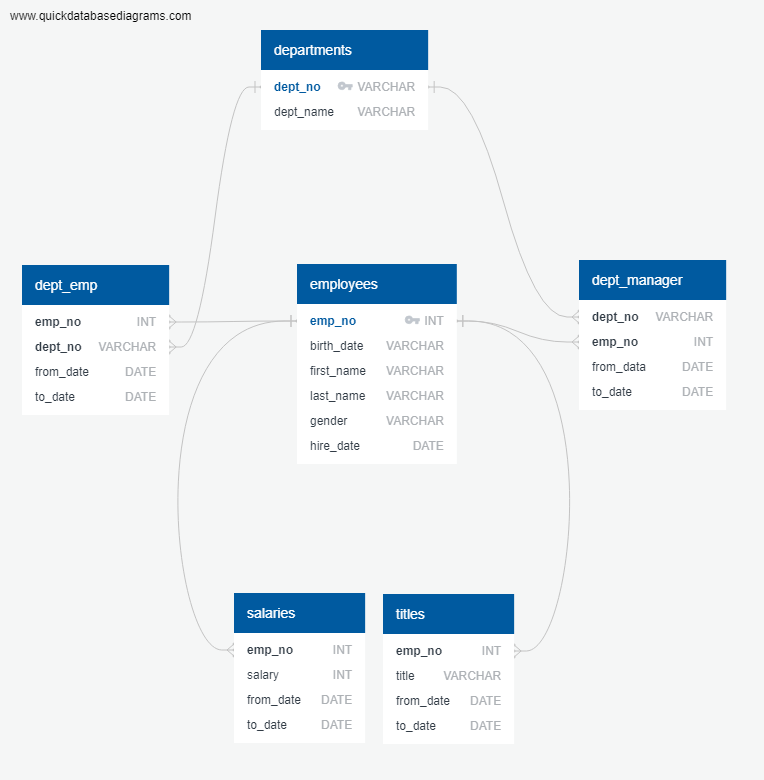 www.quickdatabasediagrams.com
departments
dept_no VARCHAR
dept_name VARCHAR
dept_emp
emp_no INT
dept_no VARCHAR
from_date DATE
to_date DATE
employees
emp_no INT
birth_date VARCHAR
first_name VARCHAR
last_name VARCHAR
gender VARCHAR
hire_date DATE
dept_manager
dept_no VARCHAR
emp_no INT
from_data DATE
to_date DATE
salaries
emp_no INT
salary INT
from_date DATE
to_date DATE
titles
emp_no INT
title VARCHAR
from_date DATE
to_date DATE